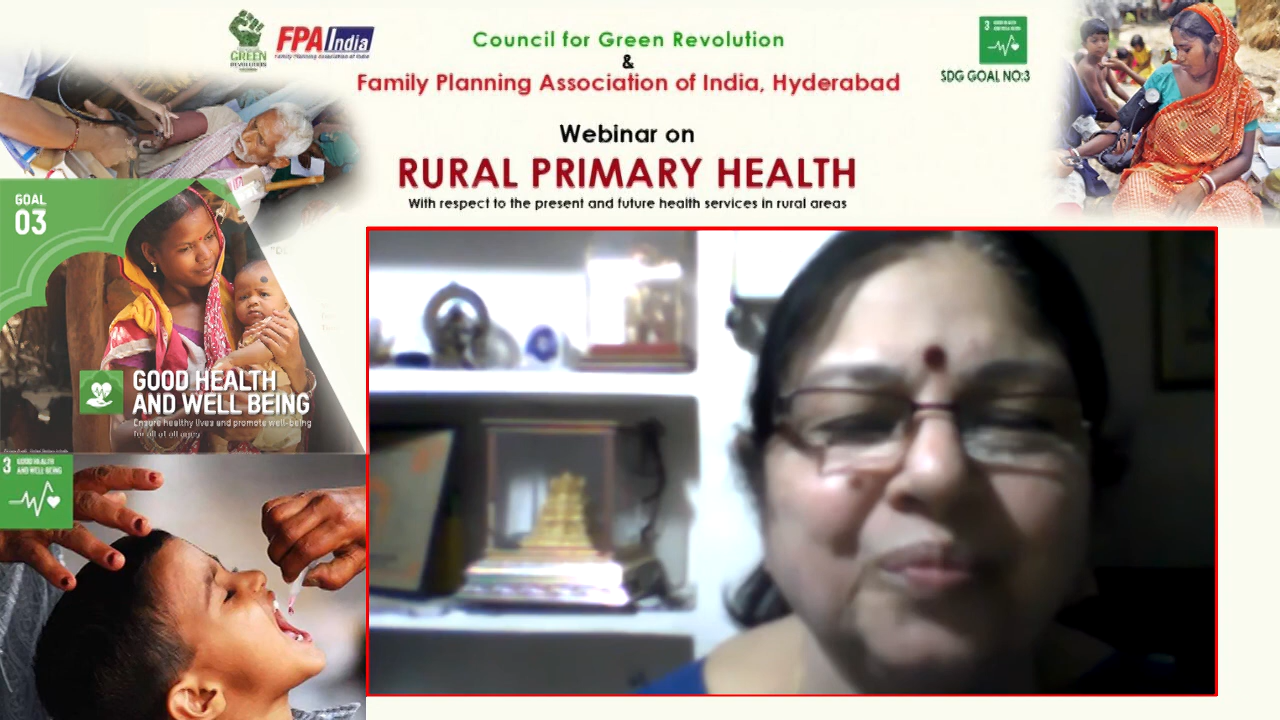 GREEN
REVOLUTION
FPA India
Family Planning Association of India
Council for Green Revolution
&
Family Planning Association of India, Hyderabad
3 GOOD HEALTH
AND WELL-BEING
SDG GOAL NO:3
Webinar on
RURAL PRIMARY HEALTH
With respect to the present and future health services in rural areas
GOAL
03
GOOD HEALTH
AND WELL BEING
Ensure healthy lives and promote well-being
for all at all ages
3 GOOD HEALTH
AND WELL-BEING